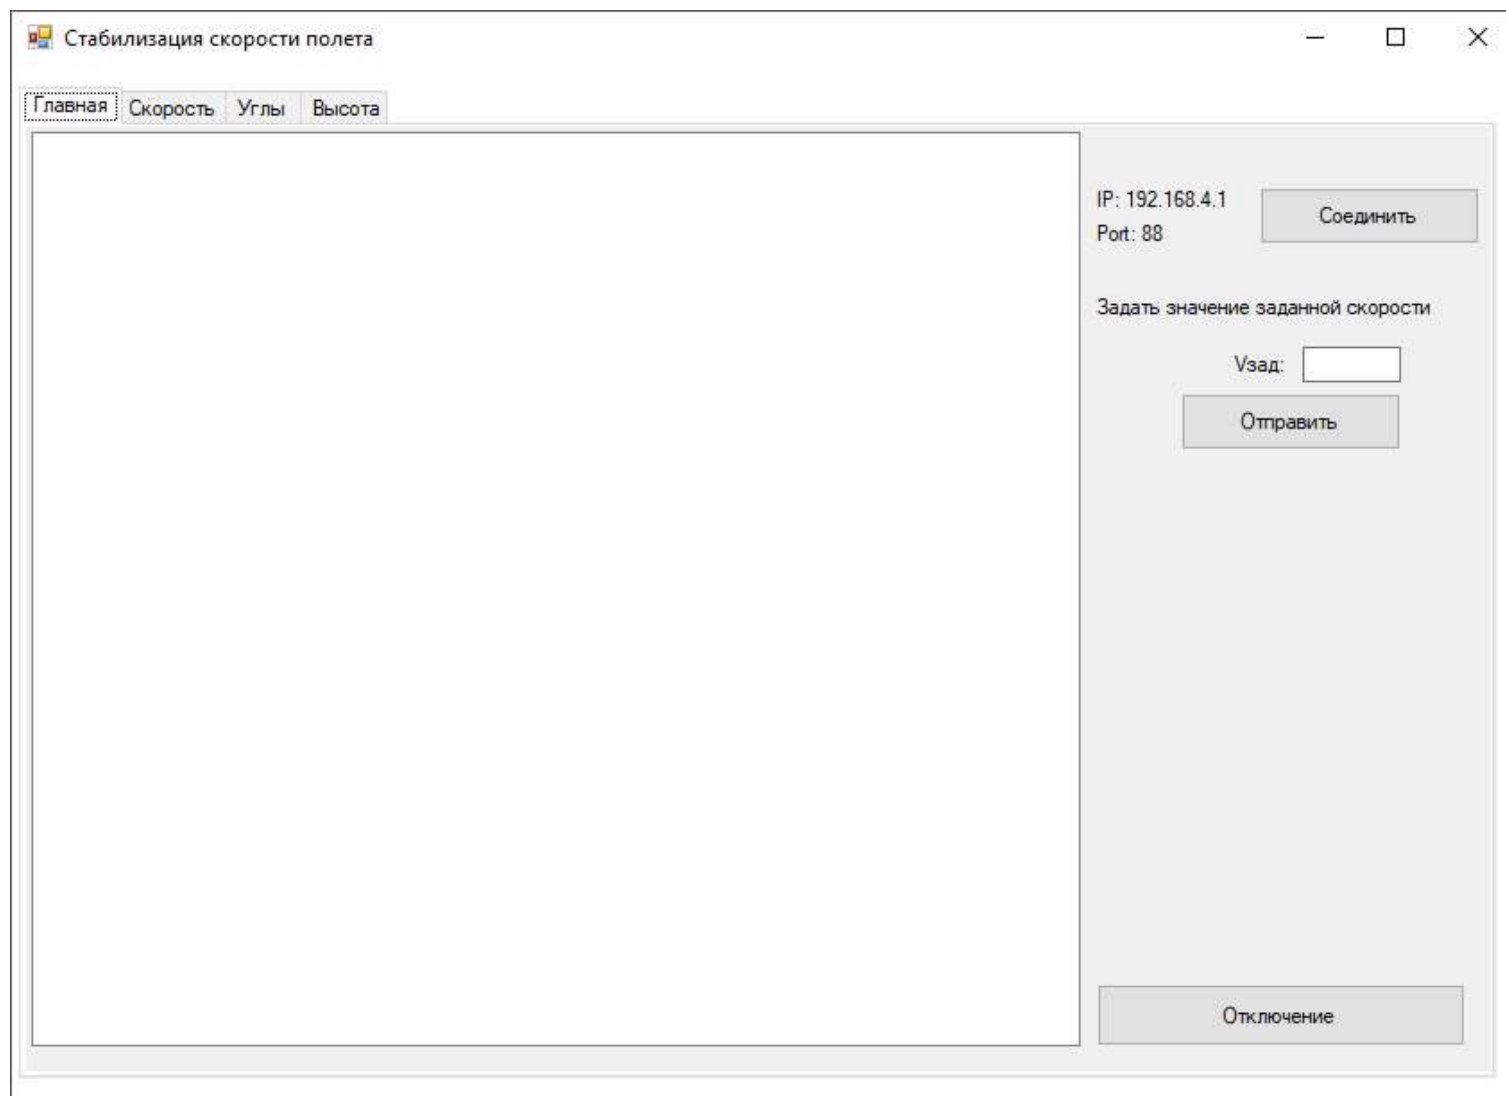 Стабилизация скорости полета
Главная Скорость Углы Высота
IP: 192.168.4.1
Port: 88
Соединить
Задать значение заданной скорости
Vзад:
Отправить
Отключение